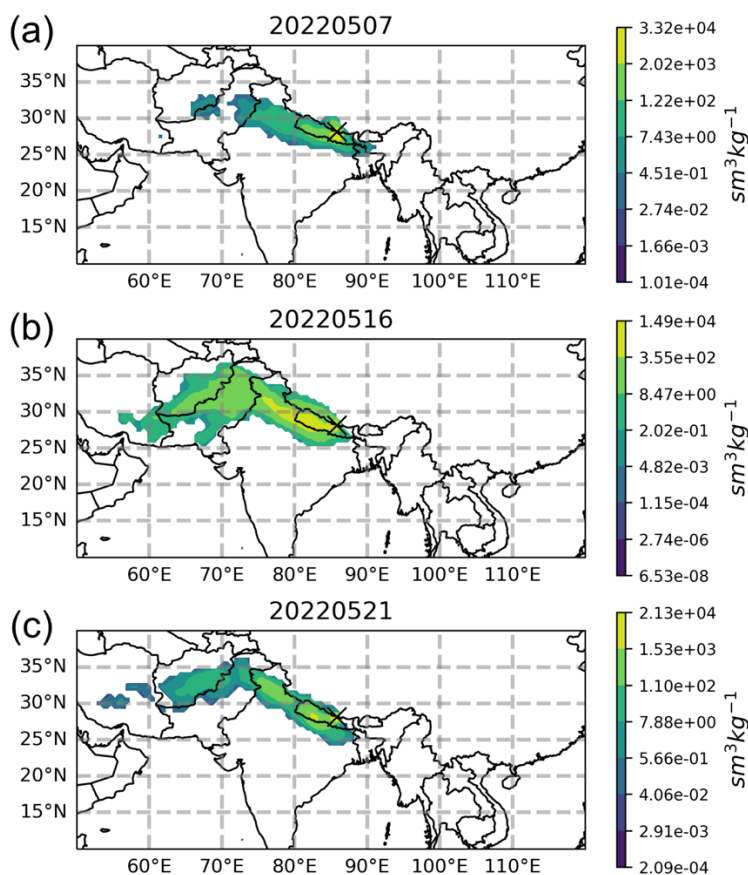 (a)
20220507
35°N
30°N
25°N
20°N
15°N
60°E 70°E 80°E 90°E 100°E 110°E
3.32e+04
2.02e+03
1.22e+02
7.43e+00
4.51e-01
2.74e-02
1.66e-03
1.01e-04
sm³kg⁻¹
(b)
20220516
35°N
30°N
25°N
20°N
15°N
60°E 70°E 80°E 90°E 100°E 110°E
1.49e+04
3.55e+02
8.47e+00
2.02e-01
4.82e-03
1.15e-04
2.74e-06
6.53e-08
sm³kg⁻¹
(c)
20220521
35°N
30°N
25°N
20°N
15°N
60°E 70°E 80°E 90°E 100°E 110°E
2.13e+04
1.53e+03
1.10e+02
7.88e+00
5.66e-01
4.06e-02
2.91e-03
2.09e-04
sm³kg⁻¹